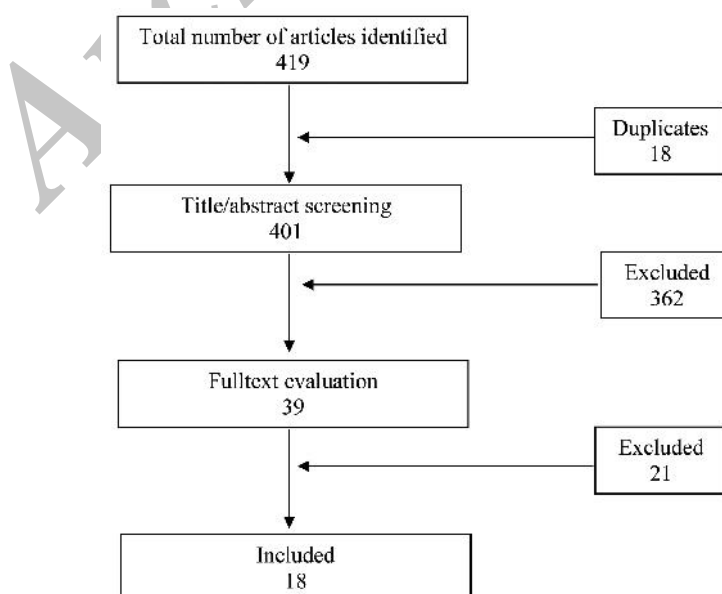 Total number of articles identified
419
Duplicates
18
Title/abstract screening
401
Excluded
362
Fulltext evaluation
39
Excluded
21
Included
18